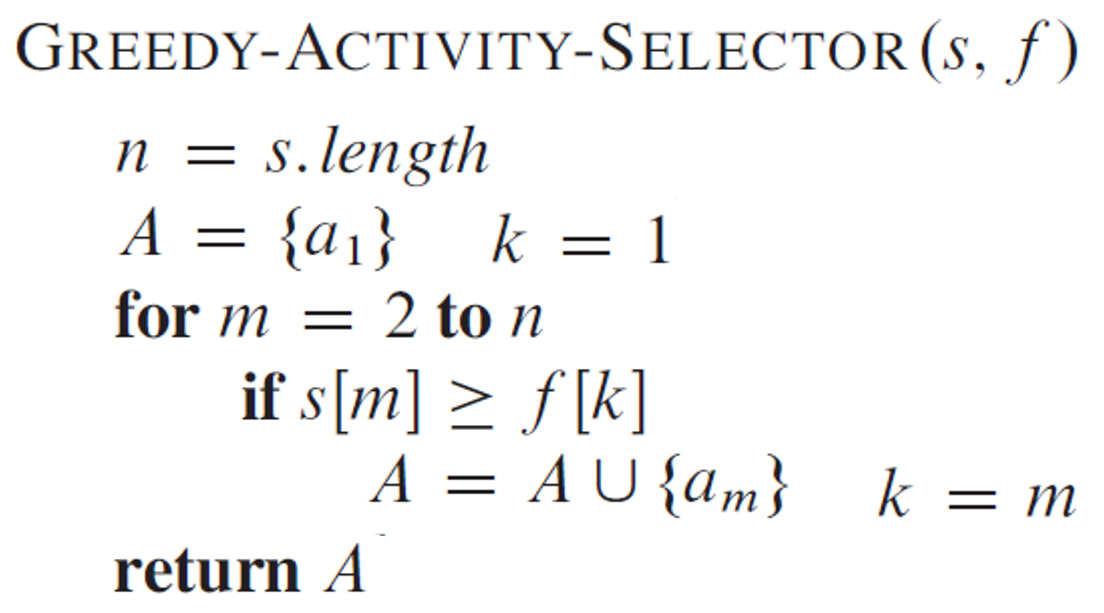 GREEDY-ACTIVITY-SELECTOR(s, f)
n = s.length
A = {a₁} k = 1
for m = 2 to n
if s[m] ≥ f[k]
A = A ∪ {aₘ} k = m
return A